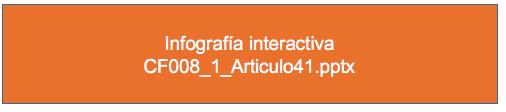 Infografía interactiva
CF008_1_Articulo41.pptx